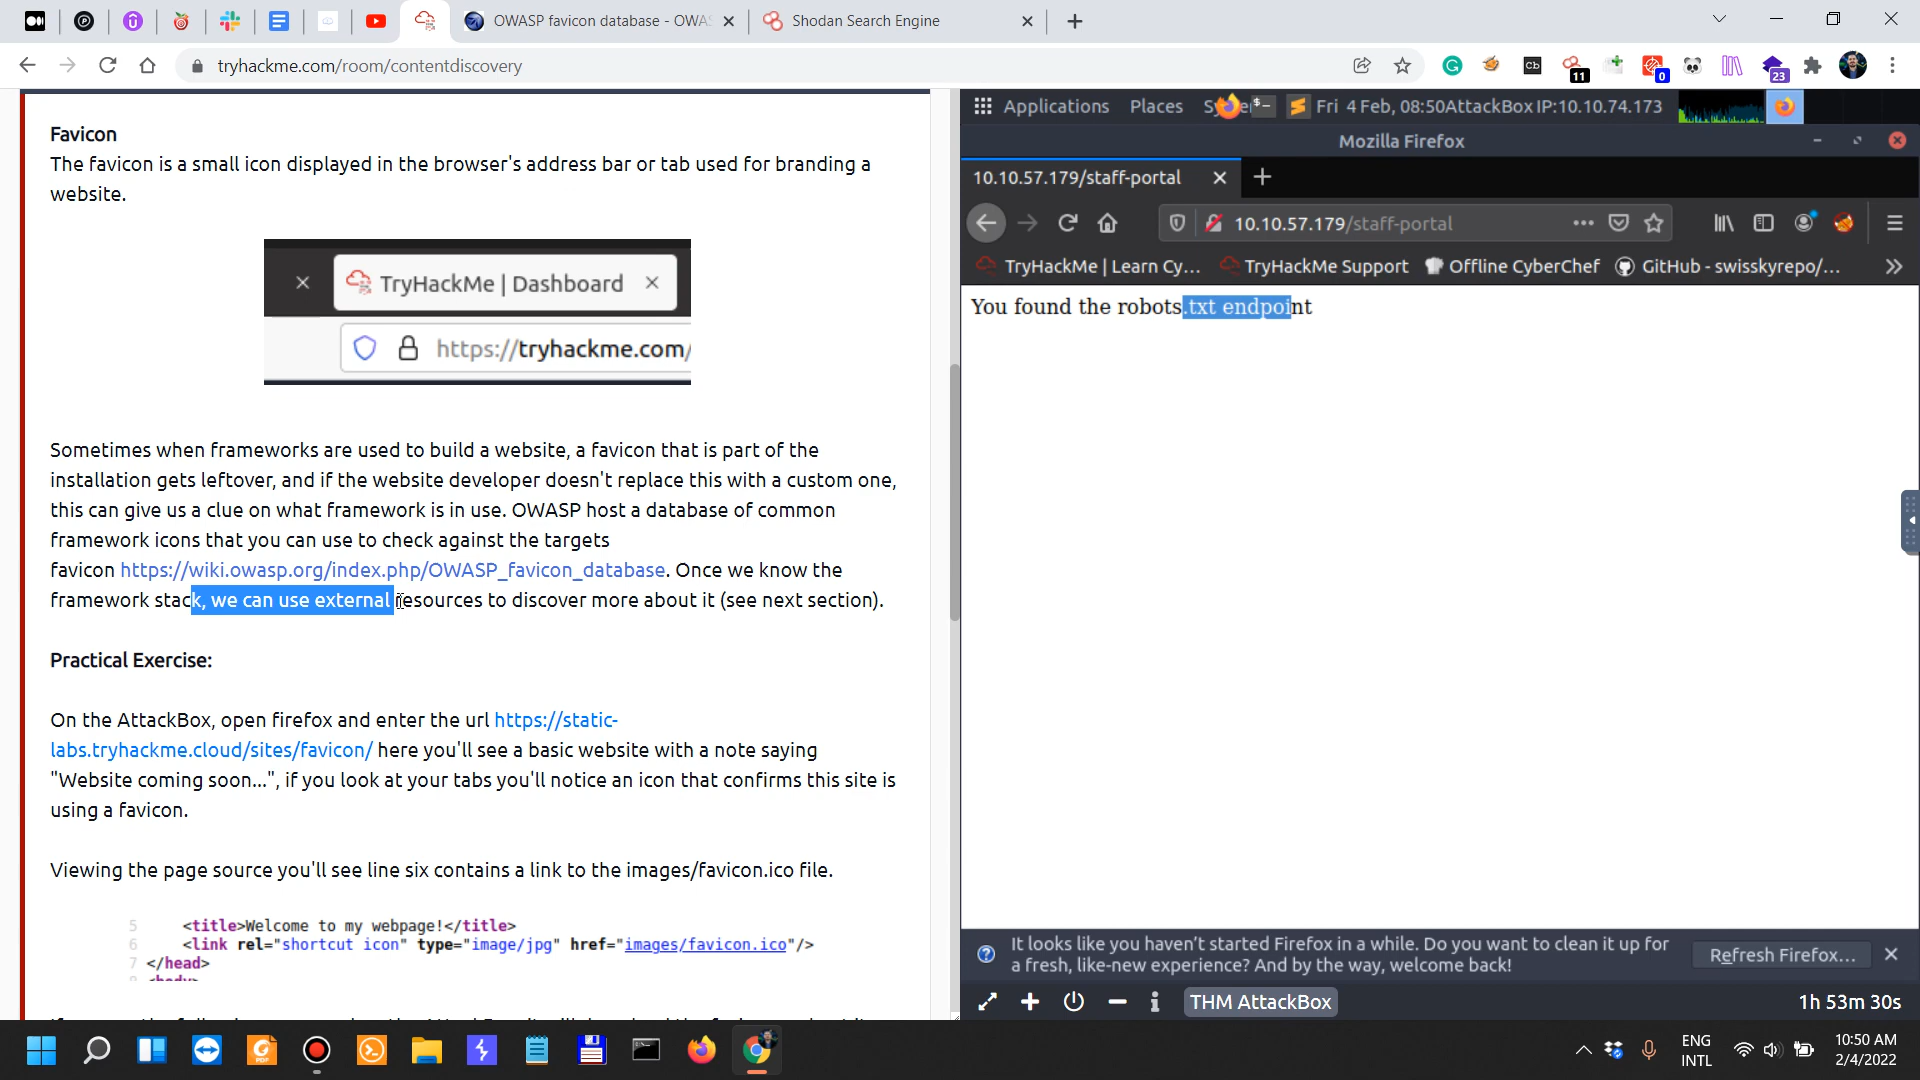 OWASP favicon database - OWAS
Shodan Search Engine
tryhackme.com/room/contentdiscovery
11
0
23
Favicon
The favicon is a small icon displayed in the browser's address bar or tab used for branding a
website.
TryHackMe | Dashboard
https://tryhackme.com/
Sometimes when frameworks are used to build a website, a favicon that is part of the
installation gets leftover, and if the website developer doesn't replace this with a custom one,
this can give us a clue on what framework is in use. OWASP host a database of common
framework icons that you can use to check against the targets
favicon https://wiki.owasp.org/index.php/OWASP_favicon_database. Once we know the
framework stack, we can use external resources to discover more about it (see next section).
Practical Exercise:
On the AttackBox, open firefox and enter the url https://static-
labs.tryhackme.cloud/sites/favicon/ here you'll see a basic website with a note saying
"Website coming soon...", if you look at your tabs you'll notice an icon that confirms this site is
using a favicon.
Viewing the page source you'll see line six contains a link to the images/favicon.ico file.
5 <title>Welcome to my webpage!</title>
6 <link rel="shortcut icon" type="image/jpg" href="images/favicon.ico"/>
7 </head>
Applications Places Fri 4 Feb, 08:50 AttackBox IP:10.10.74.173
Mozilla Firefox
10.10.57.179/staff-portal
10.10.57.179/staff-portal
TryHackMe | Learn Cy... TryHackMe Support Offline CyberChef GitHub - swisskyrepo/...
You found the robots.txt endpoint
It looks like you haven't started Firefox in a while. Do you want to clean it up for
a fresh, like-new experience? And by the way, welcome back!
Refresh Firefox...
THM AttackBox
1h 53m 30s
ENG
INTL
10:50 AM
2/4/2022